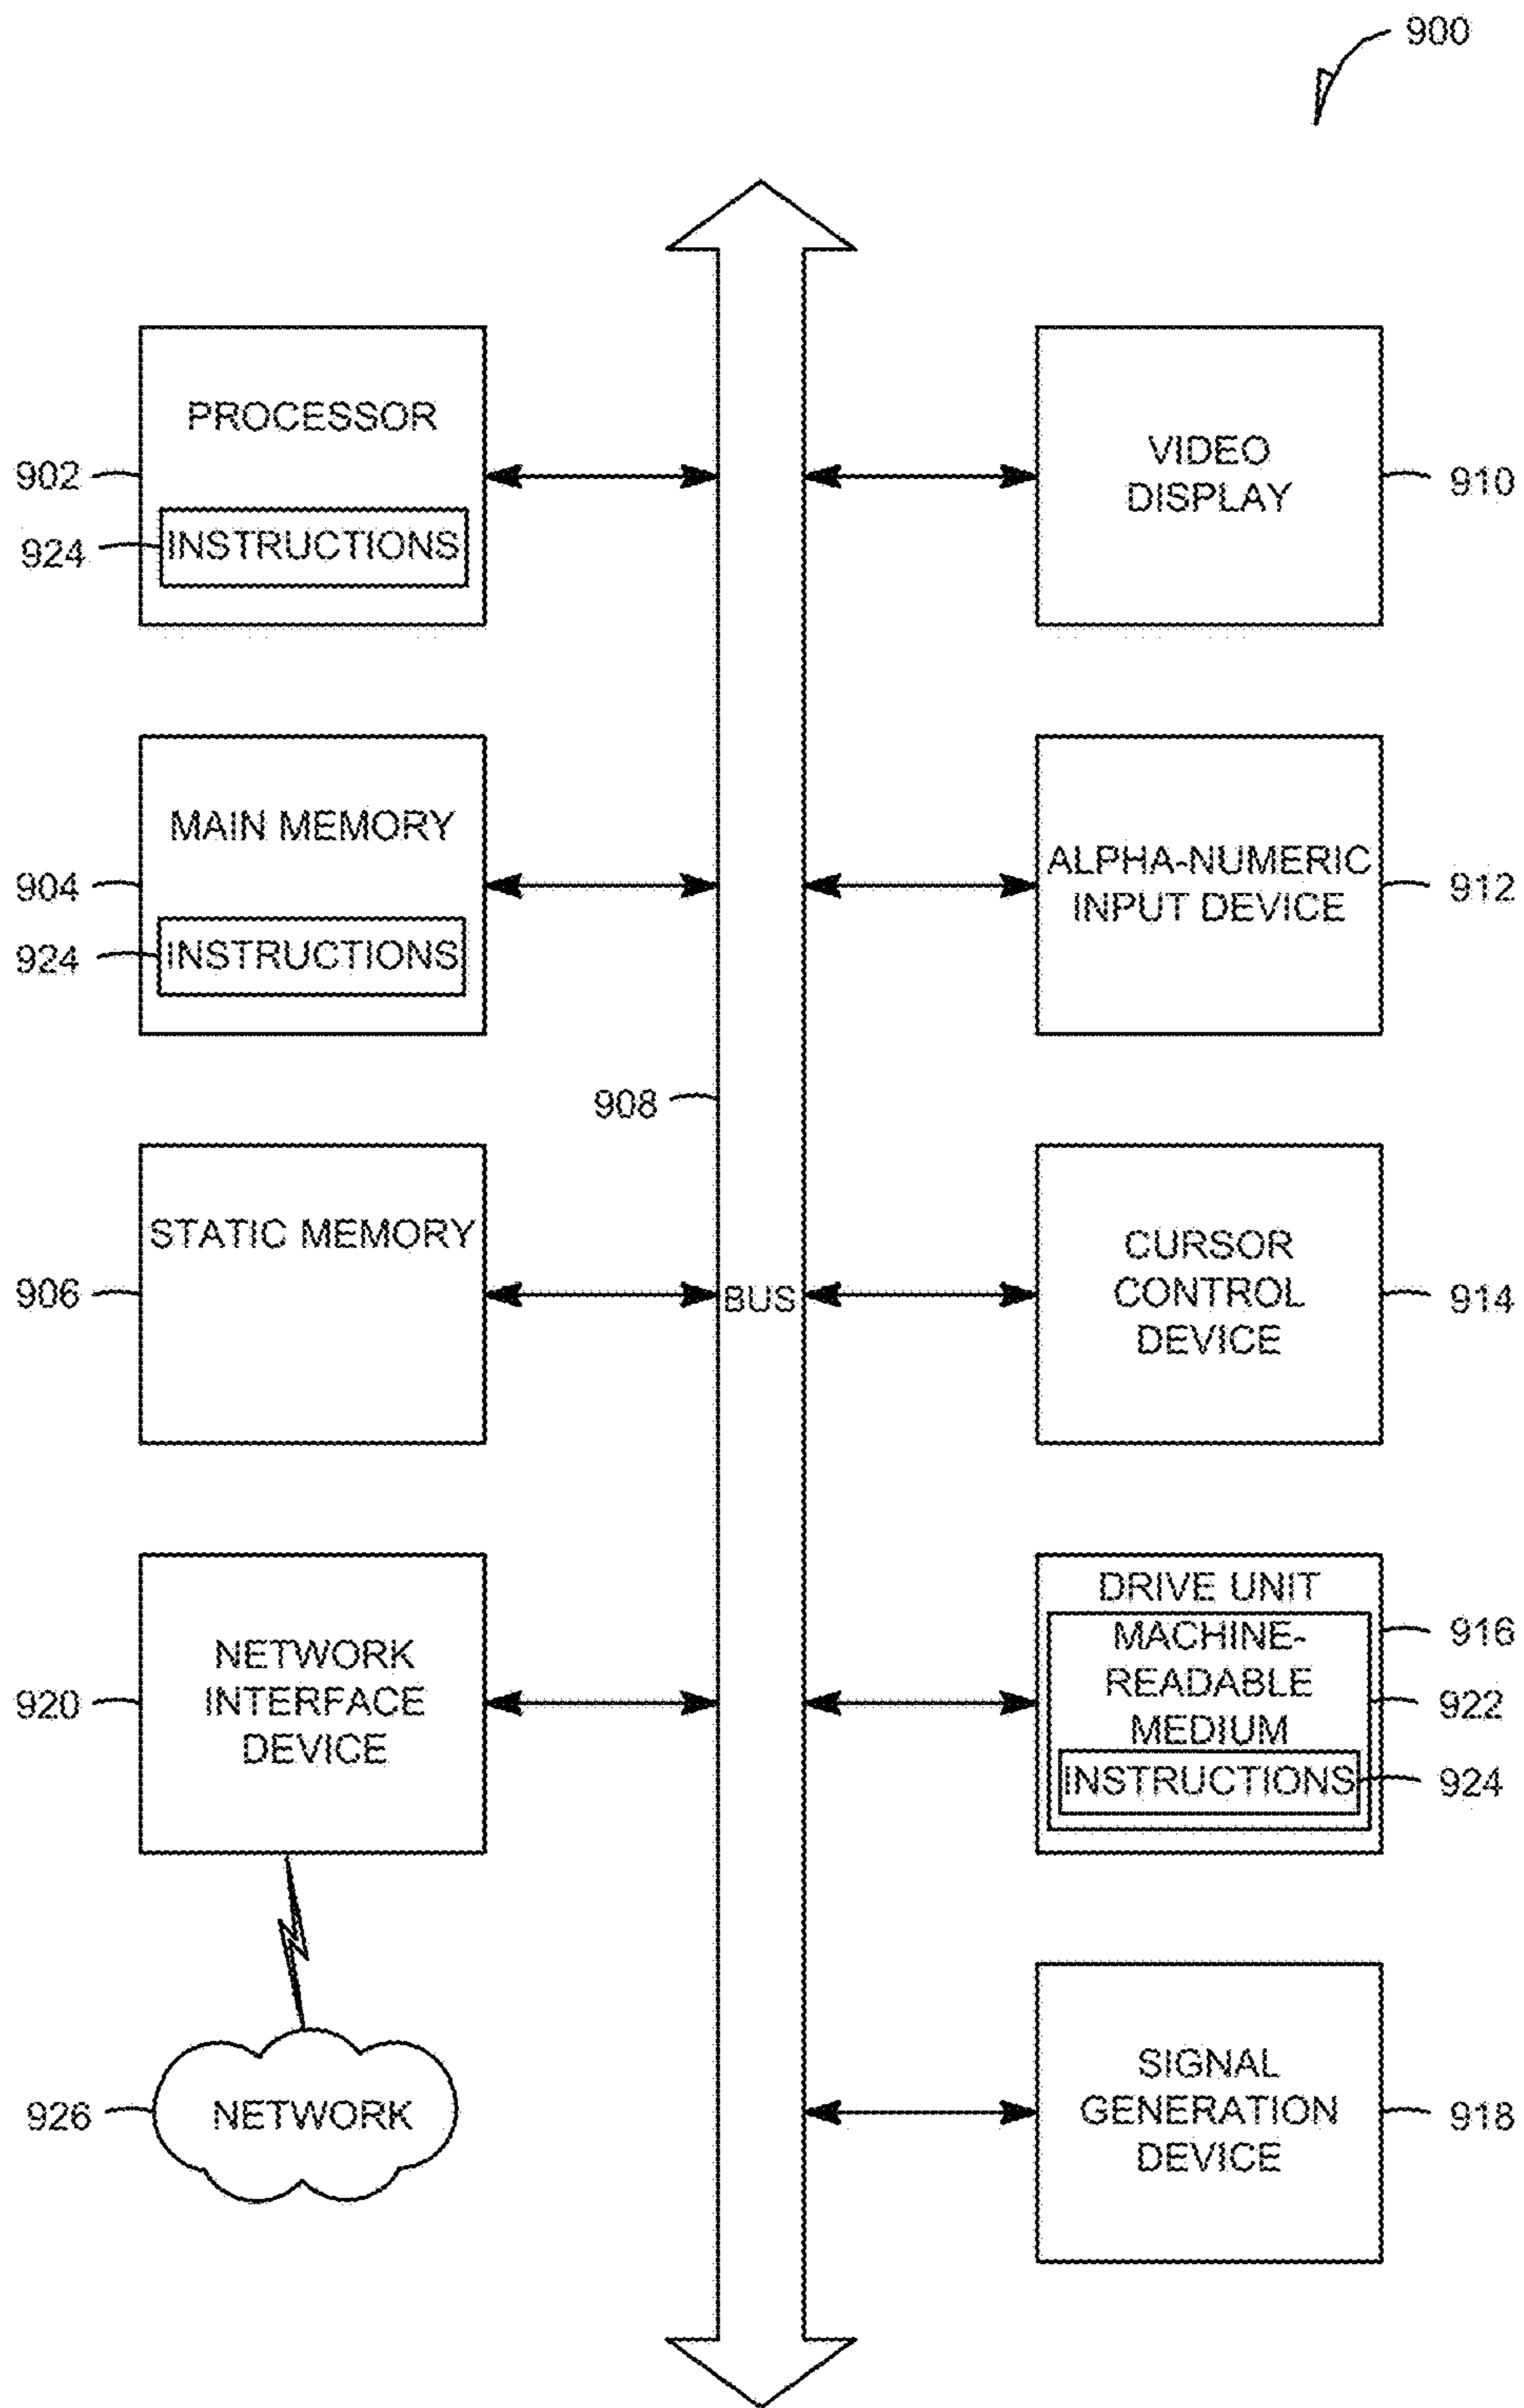 900
PROCESSOR
902
924
INSTRUCTIONS
VIDEO
DISPLAY
910
MAIN MEMORY
904
924
INSTRUCTIONS
ALPHA-NUMERIC
INPUT DEVICE
912
908
STATIC MEMORY
906
BUS
CURSOR
CONTROL
DEVICE
914
NETWORK
INTERFACE
DEVICE
920
DRIVE UNIT
916
MACHINE-
READABLE
MEDIUM
922
INSTRUCTIONS
924
926
NETWORK
SIGNAL
GENERATION
DEVICE
918